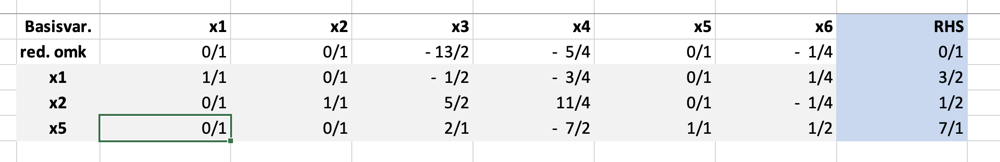 Basisvar. x1 x2 x3 x4 x5 x6 RHS
red. omk 0/1 0/1 - 13/2 - 5/4 0/1 - 1/4 0/1
x1 1/1 0/1 - 1/2 - 3/4 0/1 1/4 3/2
x2 0/1 1/1 5/2 11/4 0/1 - 1/4 1/2
x5 0/1 0/1 2/1 - 7/2 1/1 1/2 7/1